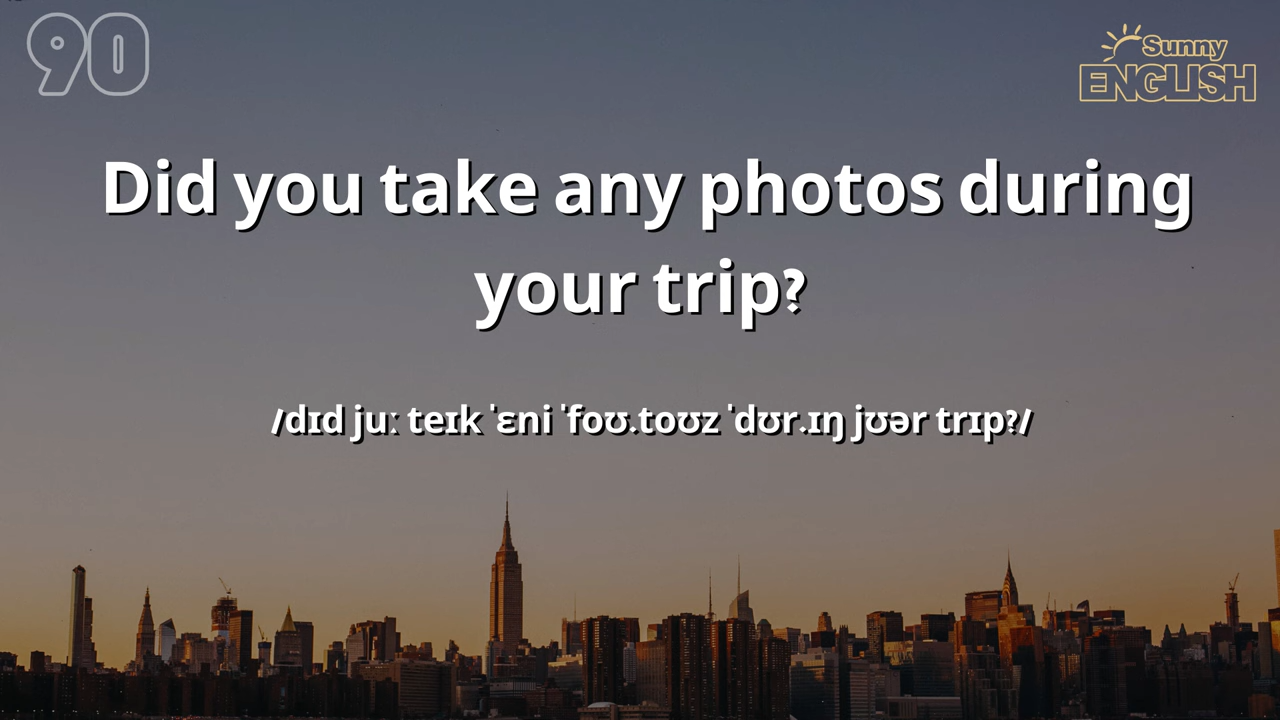 90
Sunny
ENGLISH
Did you take any photos during
your trip?
/dɪd juː teɪk ˈɛni ˈfoʊ.toʊz ˈdʊr.ɪŋ jʊər trɪp?/